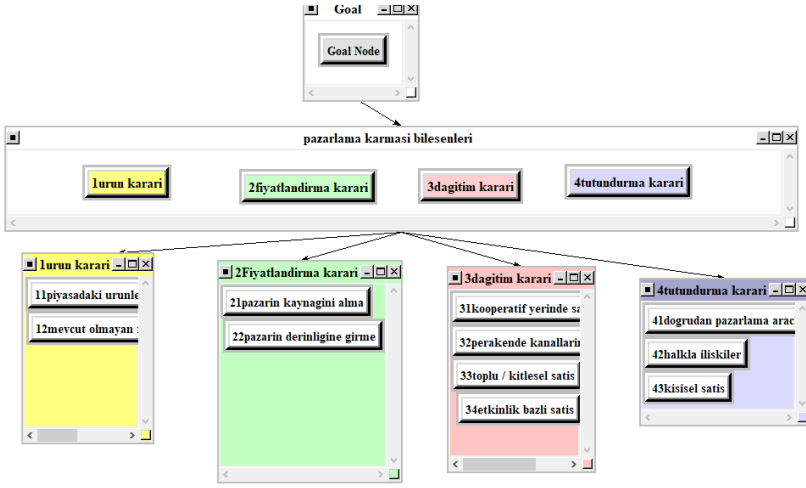 Goal
Goal Node
pazarlama karmasi bilesenleri
1urun karari
2fiyatlandirma karari
3dagitim karari
4tutundurma karari
1urun karari
11piyasadaki urunle
12mevcut olmayan
2Fiyatlandirma karari
21pazarin kaynagini alma
22pazarin derinligine girme
3dagitim karari
31kooperatif yerinde sa
32perakende kanallarin
33toplu / kitlesel satis
34etkinlik bazli satis
4tutundurma karari
41dogrudan pazarlama arac
42halkla iliskiler
43kisisel satis